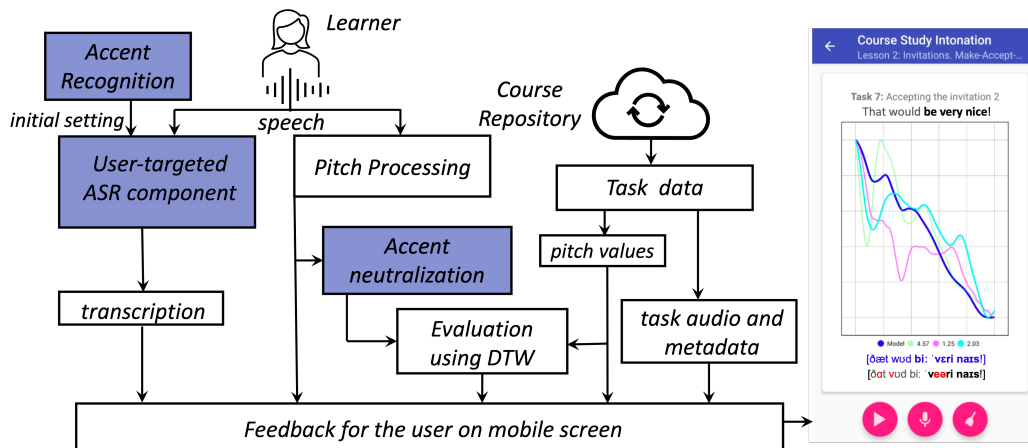 Learner
Accent
Recognition
initial setting
speech
Course
Repository
User-targeted
ASR component
Pitch Processing
Task data
Accent
neutralization
pitch values
transcription
Evaluation
using DTW
task audio and
metadata
Feedback for the user on mobile screen
Course Study Intonation
Lesson 2: Invitations. Make-Accept-...
Task 7: Accepting the invitation 2
That would be very nice!
Model 4.57 1.25 2.03
[ðæt wʊd bi: ˈvɛri naɪs!]
[ðɑt vʊd bi: ˈveəri naɪs!]